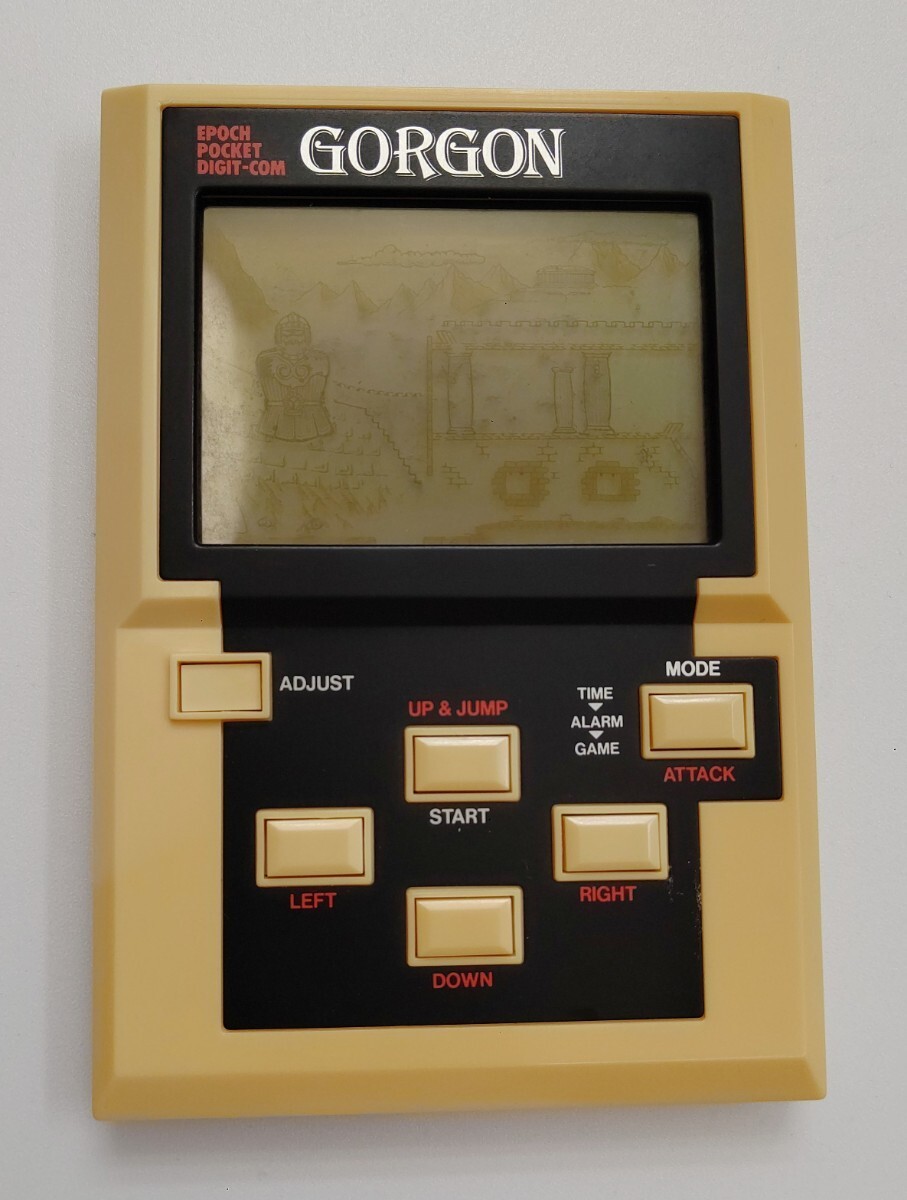 EPOCH
POCKET
DIGIT-COM
GORGON
ADJUST
MODE
TIME
ALARM
GAME
ATTACK
UP & JUMP
START
LEFT
RIGHT
DOWN